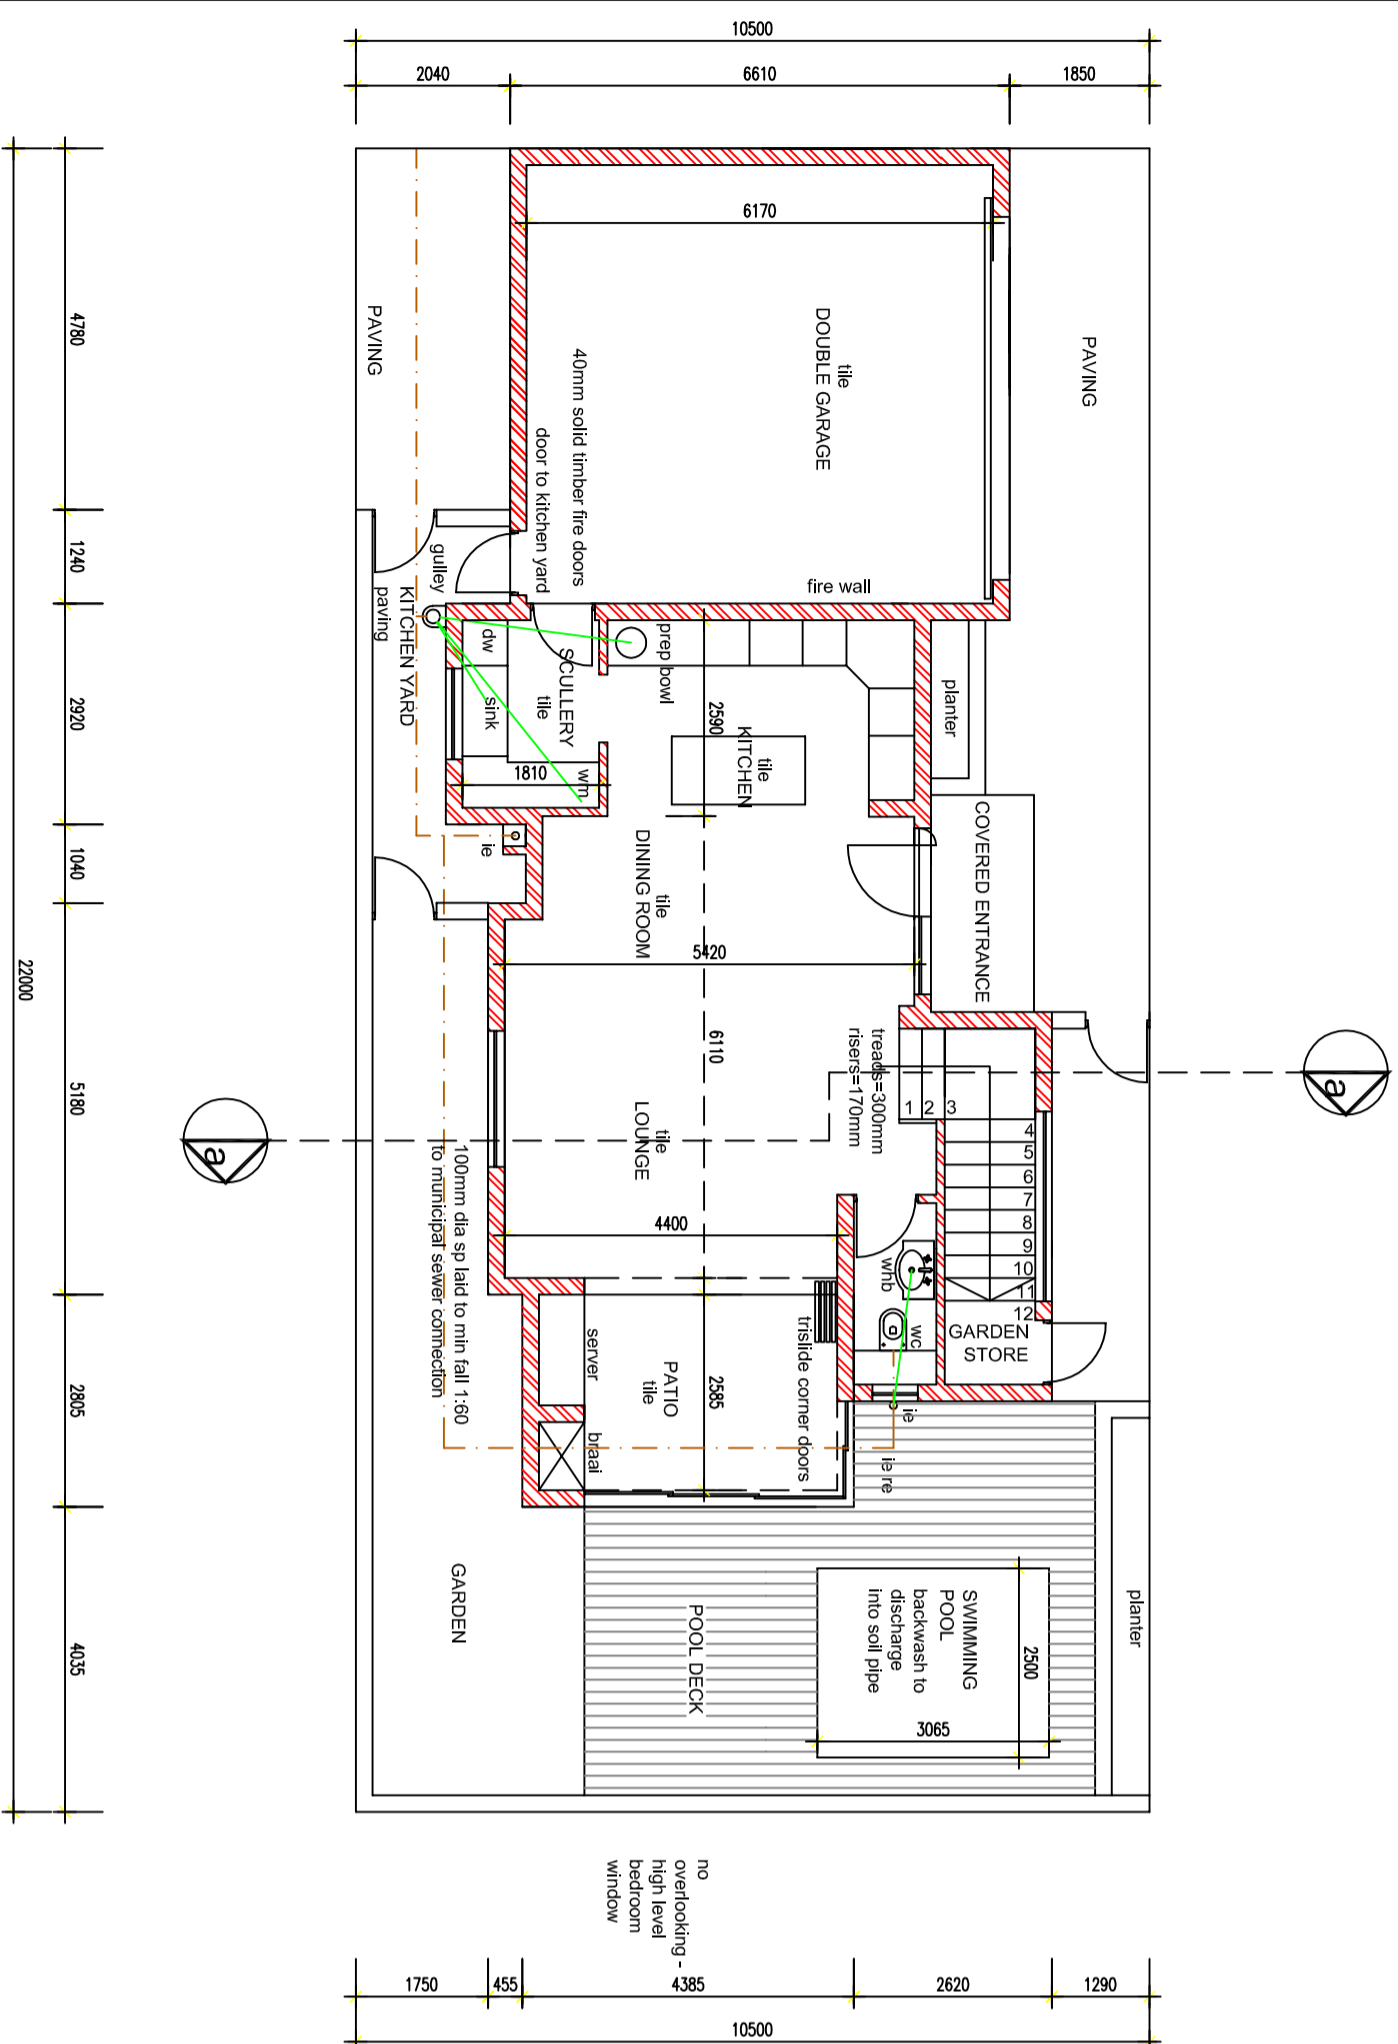 10500
2040
6610
1850
4780
1240
2920
1040
5180
2805
4035
22000
PAVING
PAVING
6170
tile
DOUBLE GARAGE
40mm solid timber fire doors
door to kitchen yard
fire wall
gulley
KITCHEN YARD
paving
dw
sink
SCULLERY
tile
wm
1810
prep bowl
2590
tile
KITCHEN
planter
COVERED ENTRANCE
ie
tile
DINING ROOM
5420
6110
treads=300mm
risers=170mm
1
2
3
4
5
6
7
8
9
10
11
12
a
a
tile
LOUNGE
4400
100mm dia sp laid to min fall 1:60
to municipal sewer connection
whb
wc
GARDEN
STORE
server
PATIO
tile
2585
trislide corner doors
braai
ie
ie re
GARDEN
POOL DECK
SWIMMING
POOL
backwash to
discharge
into soil pipe
2500
3065
planter
no
overlooking -
high level
bedroom
window
1750
455
4385
2620
1290
10500